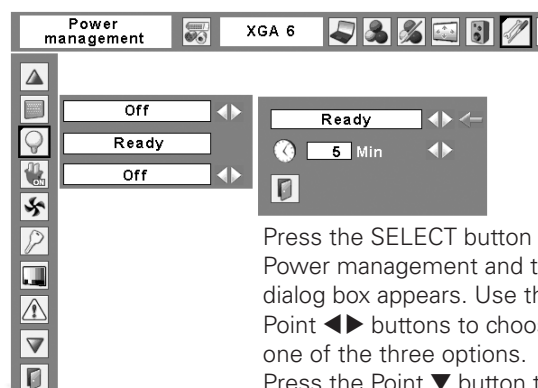 Power
management
XGA 6
Off
Ready
Off
ON
Ready
5 Min
Press the SELECT button
Power management and t
dialog box appears. Use th
Point ◀▶ buttons to choo
one of the three options.
Press the Point ▼ button t